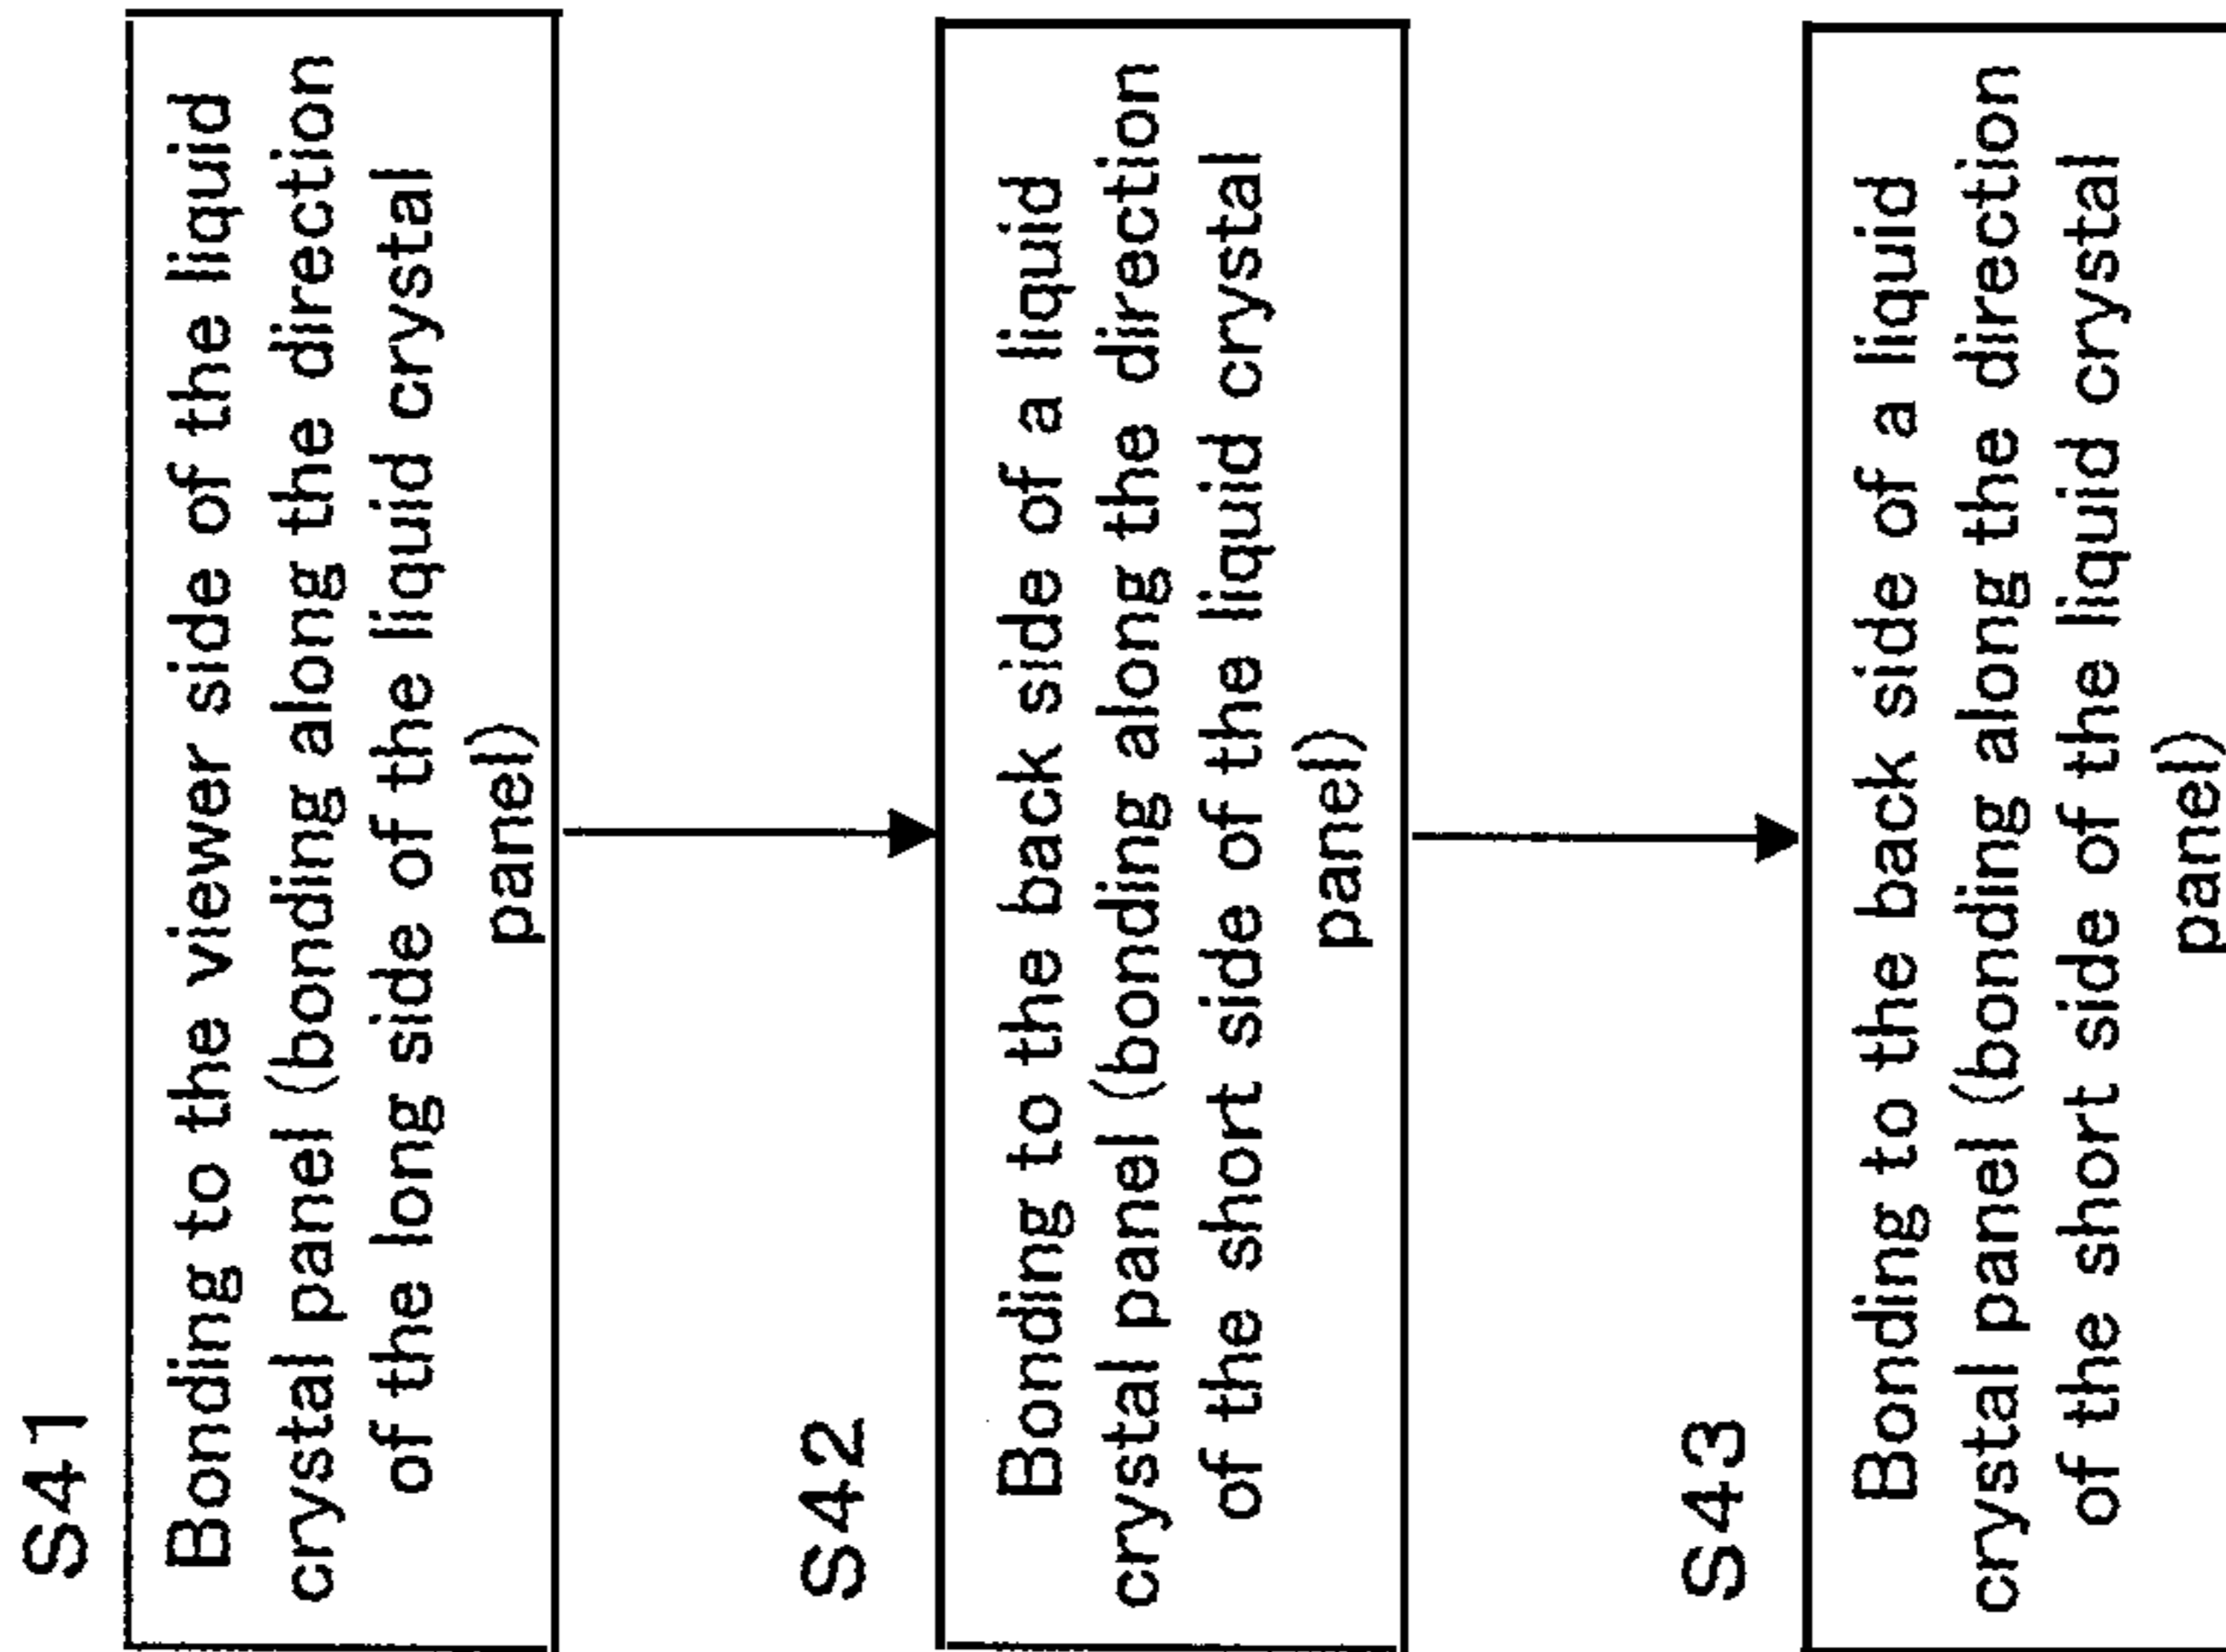 S41
Bonding to the viewer side of the liquid
crystal panel (bonding along the direction
of the long side of the liquid crystal
panel)
S42
Bonding to the back side of a liquid
crystal panel (bonding along the direction
of the short side of the liquid crystal
panel)
S43
Bonding to the back side of a liquid
crystal panel (bonding along the direction
of the short side of the liquid crystal
panel)